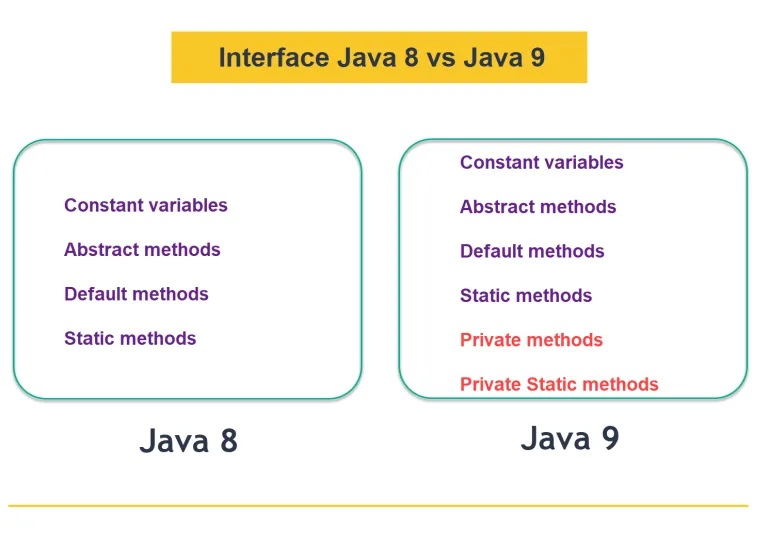 Interface Java 8 vs Java 9
Constant variables
Abstract methods
Default methods
Static methods
Java 8
Constant variables
Abstract methods
Default methods
Static methods
Private methods
Private Static methods
Java 9